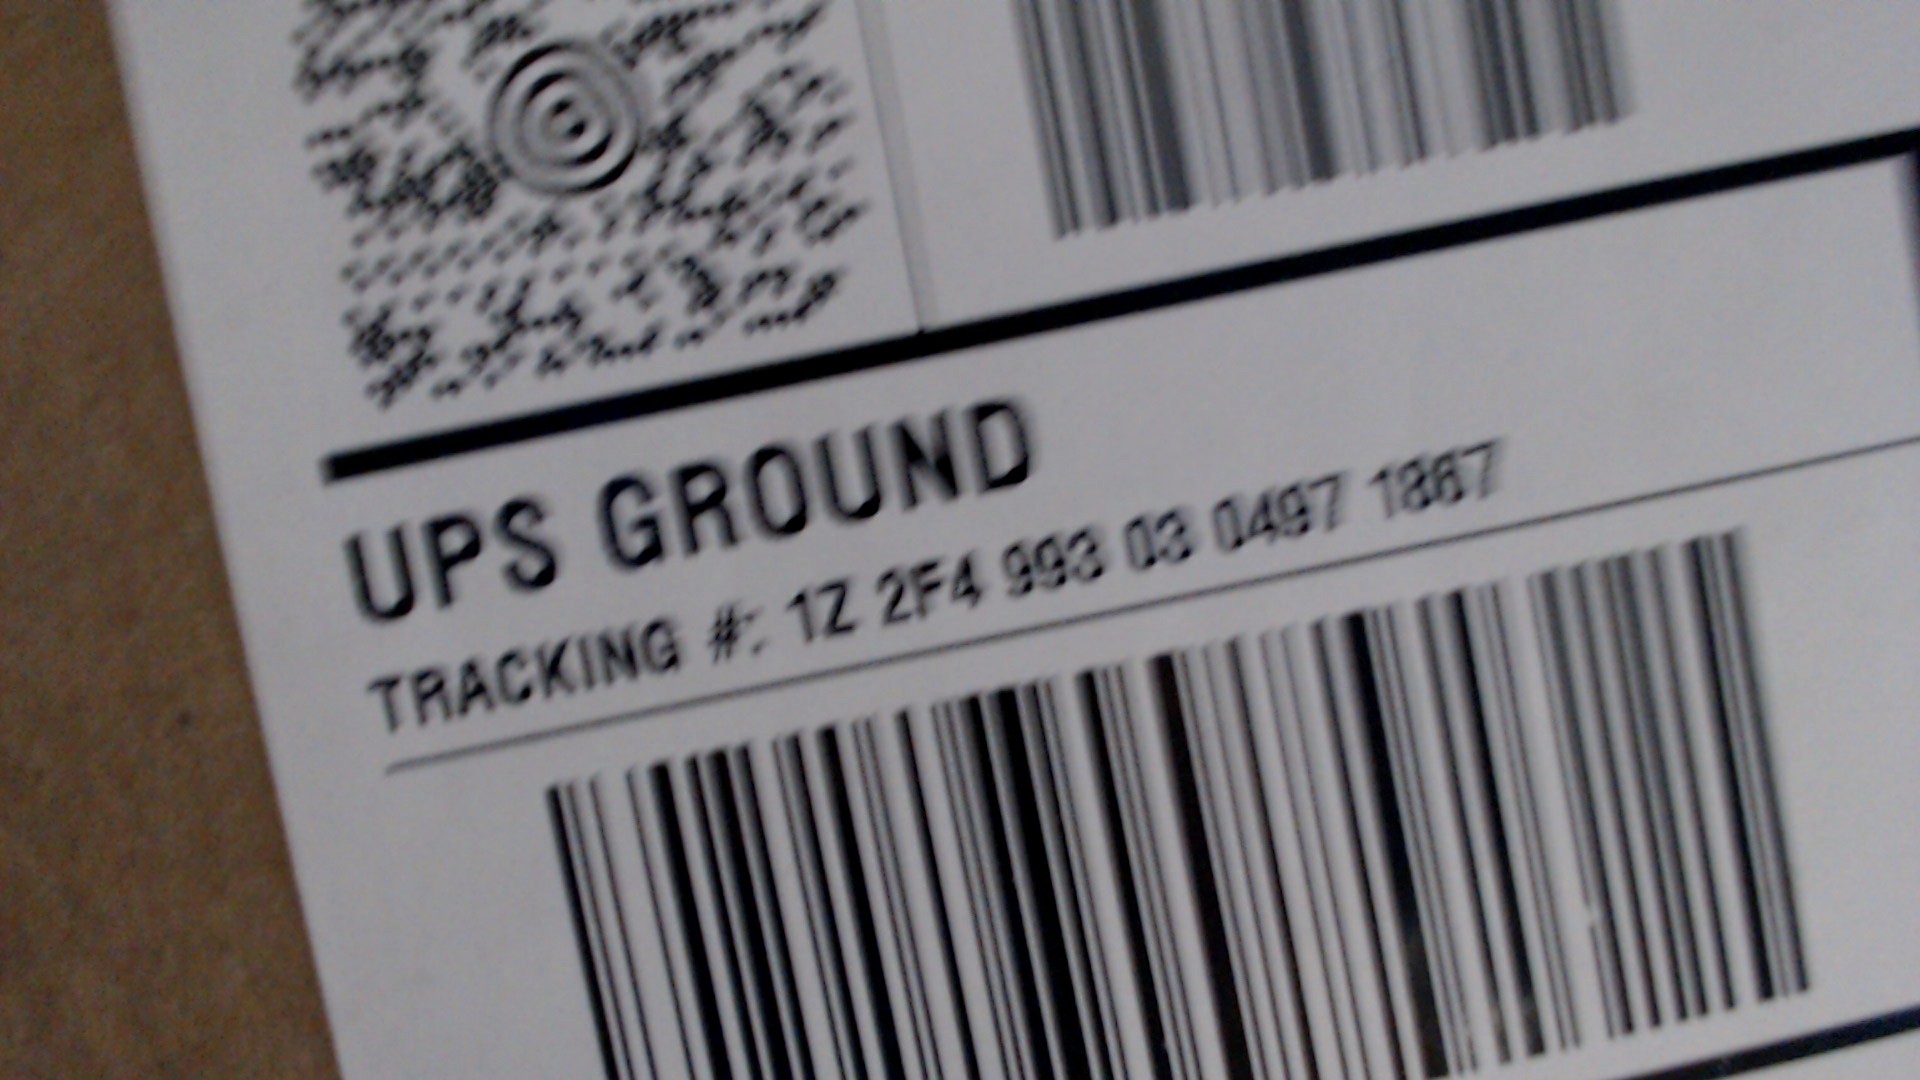 UPS GROUND
TRACKING #: 1Z 2F4 993 03 0497 1867